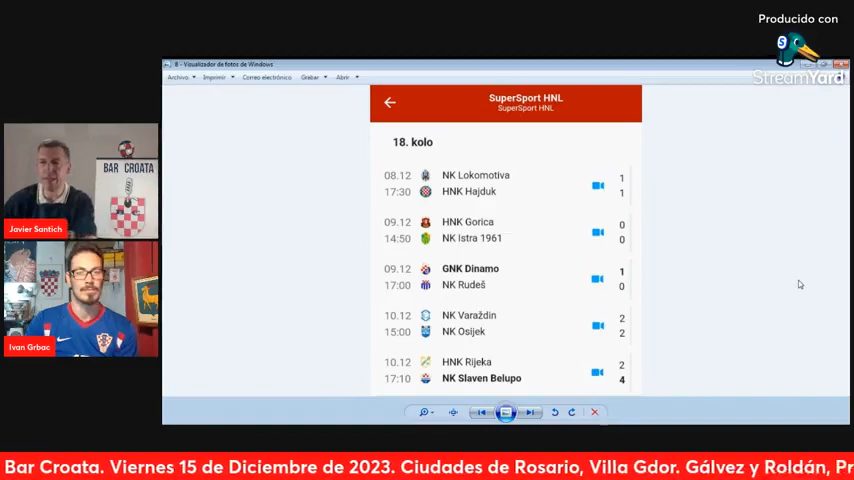 Producido con
StreamYard
8 - Visualizador de fotos de Windows
Archivo Imprimir Correo electrónico Grabar Abrir
SuperSport HNL
SuperSport HNL
18. kolo
08.12 NK Lokomotiva 1
17:30 HNK Hajduk 1
09.12 HNK Gorica 0
14:50 NK Istra 1961 0
09.12 GNK Dinamo 1
17:00 NK Rudeš 0
10.12 NK Varaždin 2
15:00 NK Osijek 2
10.12 HNK Rijeka 2
17:10 NK Slaven Belupo 4
BAR CROATA
Javier Santich
Ivan Grbac
Bar Croata. Viernes 15 de Diciembre de 2023. Ciudades de Rosario, Villa Gdor. Gálvez y Roldán, Pr